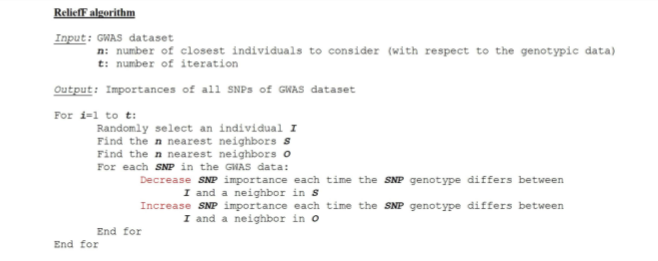 ReliefF algorithm
Input: GWAS dataset
n: number of closest individuals to consider (with respect to the genotypic data)
t: number of iteration
Output: Importances of all SNPs of GWAS dataset
For i=1 to t:
Randomly select an individual I
Find the n nearest neighbors S
Find the n nearest neighbors O
For each SNP in the GWAS data:
Decrease SNP importance each time the SNP genotype differs between
I and a neighbor in S
Increase SNP importance each time the SNP genotype differs between
I and a neighbor in O
End for
End for